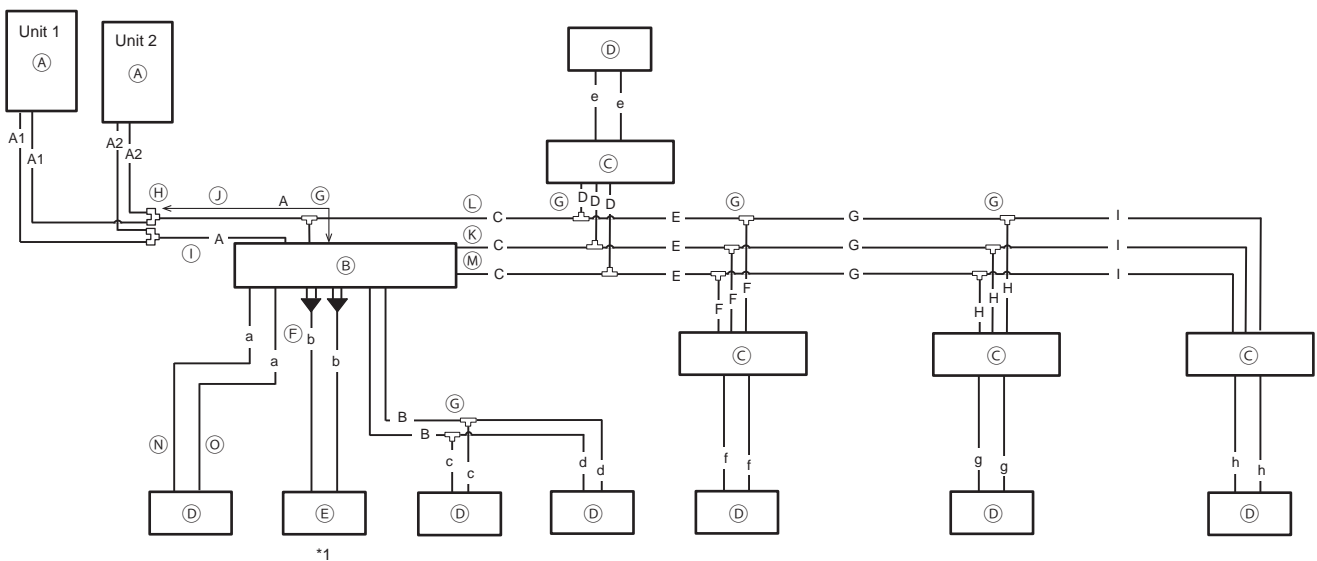 Unit 1
Ⓐ
Unit 2
Ⓐ
Ⓓ
e e
A1 A1 A2 A2
Ⓒ
Ⓗ Ⓙ A Ⓖ Ⓛ Ⓖ D D D Ⓖ Ⓖ
C E G I
Ⓘ A Ⓚ C E G I
Ⓑ Ⓜ C E G I
F F F H H H
a a Ⓕ b b
Ⓒ Ⓒ Ⓒ
B Ⓖ
B
Ⓝ Ⓞ c c d d f f g g h h
Ⓓ Ⓔ Ⓓ Ⓓ Ⓓ Ⓓ Ⓓ
*1